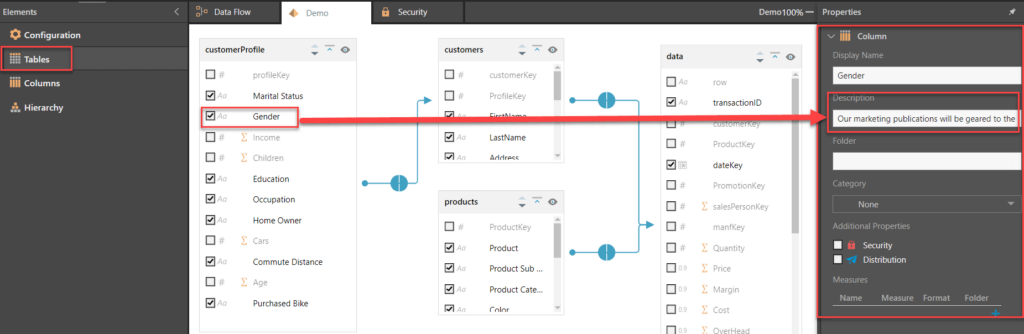 Elements
Configuration
Tables
Columns
Hierarchy
Data Flow
Demo
Security
Demo100%
customerProfile
# profileKey
Aa Marital Status
Aa Gender
# Σ Income
# Σ Children
Aa Education
Aa Occupation
Aa Home Owner
# Σ Cars
Aa Commute Distance
# Σ Age
Aa Purchased Bike
customers
# customerKey
# ProfileKey
Aa FirstName
Aa LastName
Aa Address
products
# ProductKey
Aa Product
Aa Product Sub ...
Aa Product Cate...
Aa Color
data
Aa row
Aa transactionID
# customerKey
# ProductKey
dateKey
# PromotionKey
# Σ salesPersonKey
# manfKey
# Σ Quantity
0.9 Σ Price
0.9 Σ Margin
0.9 Σ Cost
0.9 Σ OverHead
Properties
Column
Display Name
Gender
Description
Our marketing publications will be geared to the
Folder
Category
None
Additional Properties
Security
Distribution
Measures
Name Measure Format Folder
+